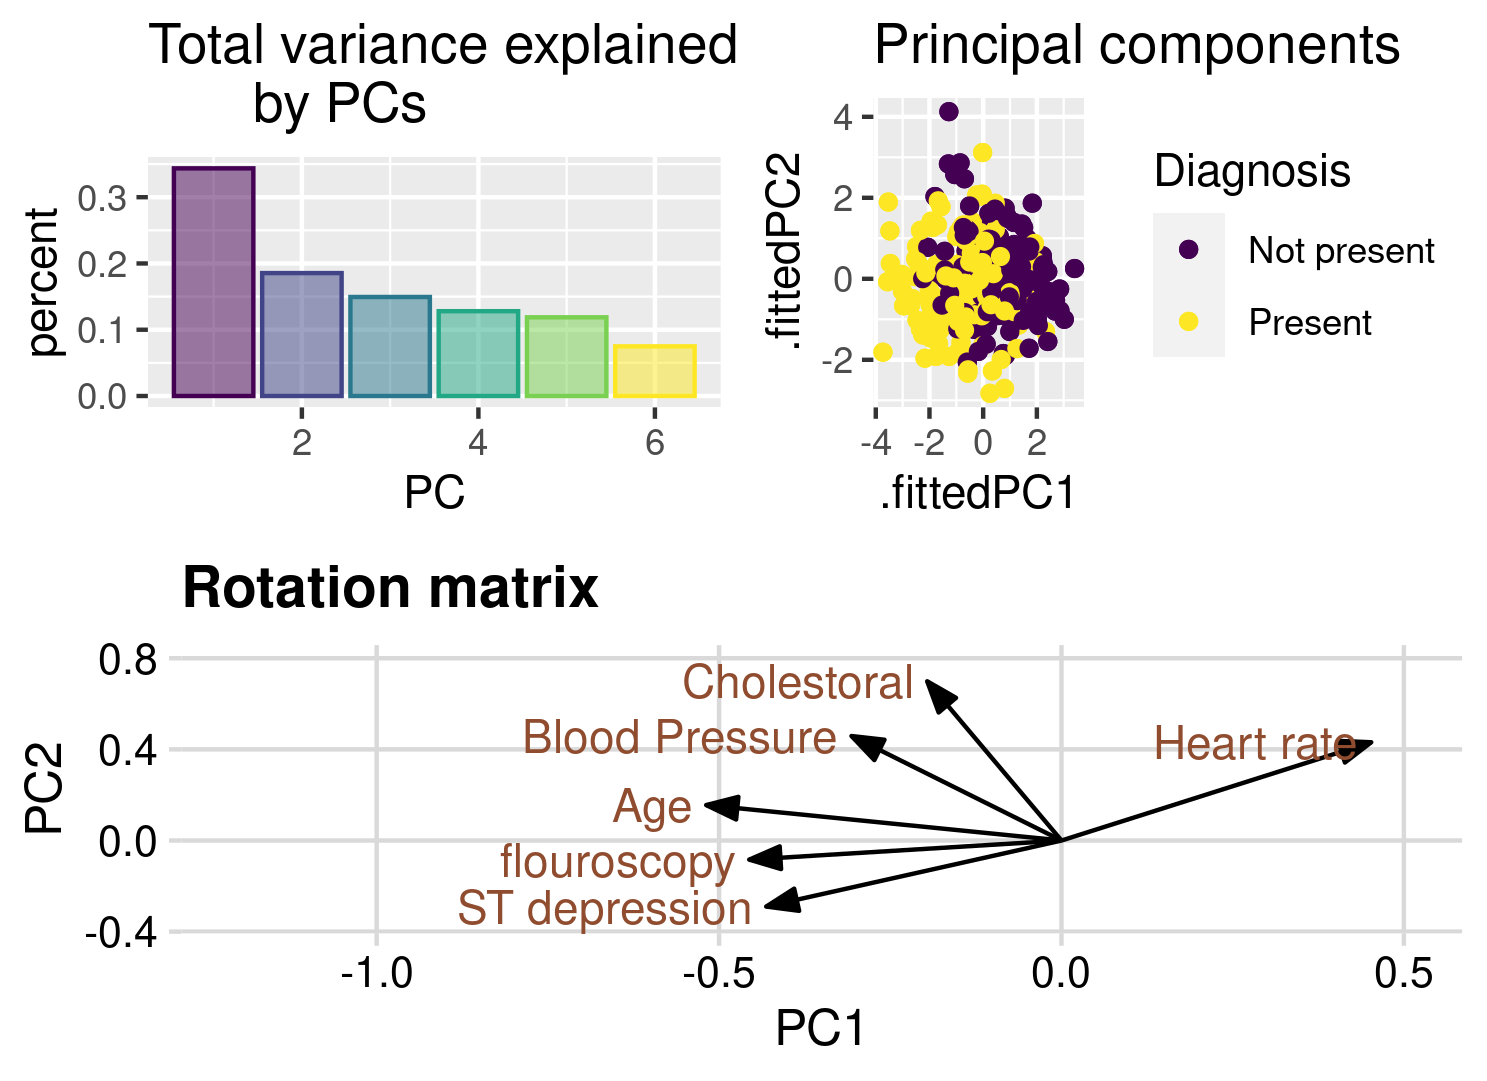 Total variance explained
by PCs
percent
0.3
0.2
0.1
0.0
2
4
6
PC
Principal components
.fittedPC2
4
2
0
-2
-4
-2
0
2
.fittedPC1
Diagnosis
Not present
Present
Rotation matrix
PC2
0.8
0.4
0.0
-0.4
Cholestoral
Blood Pressure
Heart rate
Age
flouroscopy
ST depression
-1.0
-0.5
0.0
0.5
PC1